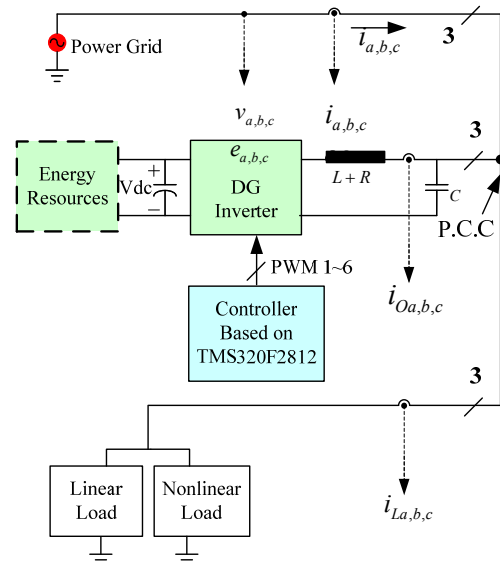 Power Grid
3
i a,b,c
v a,b,c
i a,b,c
3
Energy
Resources
+
Vdc
−
e a,b,c
DG
Inverter
L + R
C
P.C.C
PWM 1~6
i Oa,b,c
Controller
Based on
TMS320F2812
3
Linear
Load
Nonlinear
Load
i La,b,c